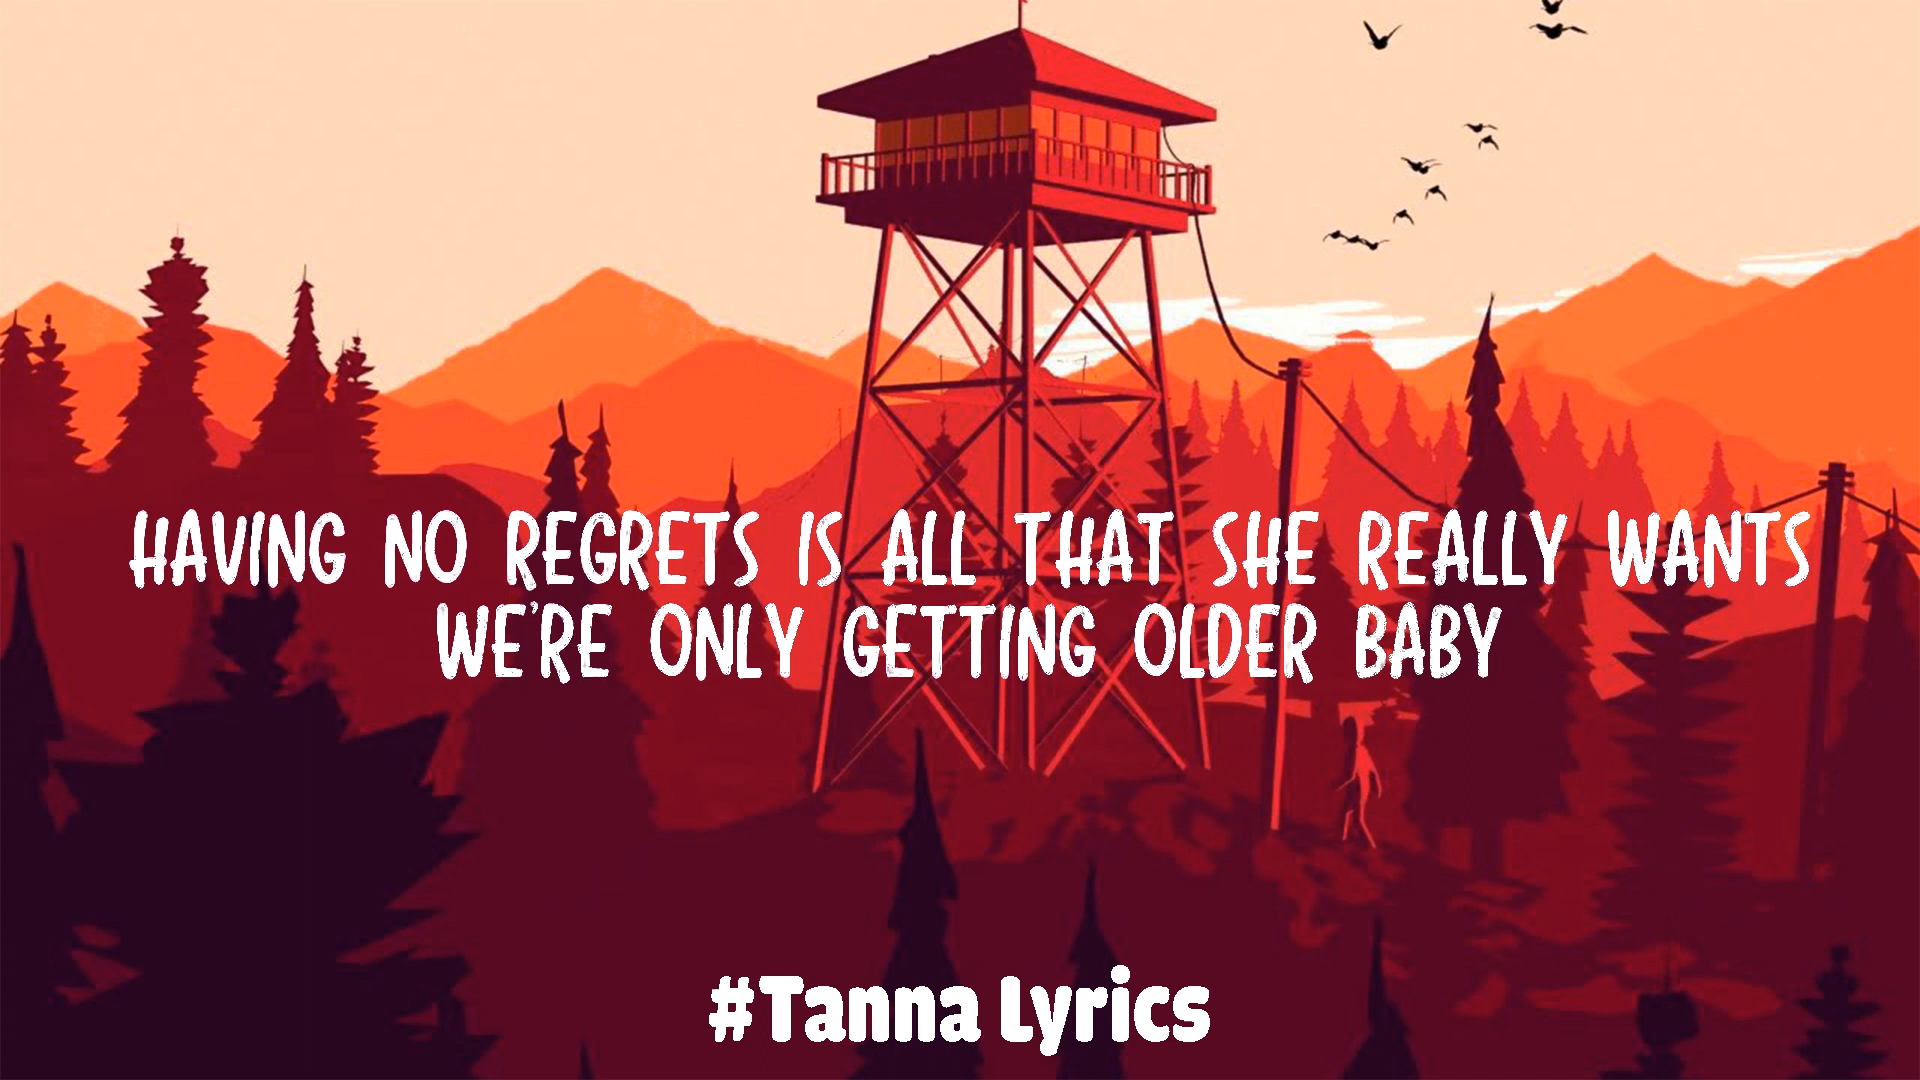 HAVING NO REGRETS IS ALL THAT SHE REALLY WANTS
WE'RE ONLY GETTING OLDER BABY
#Tanna Lyrics